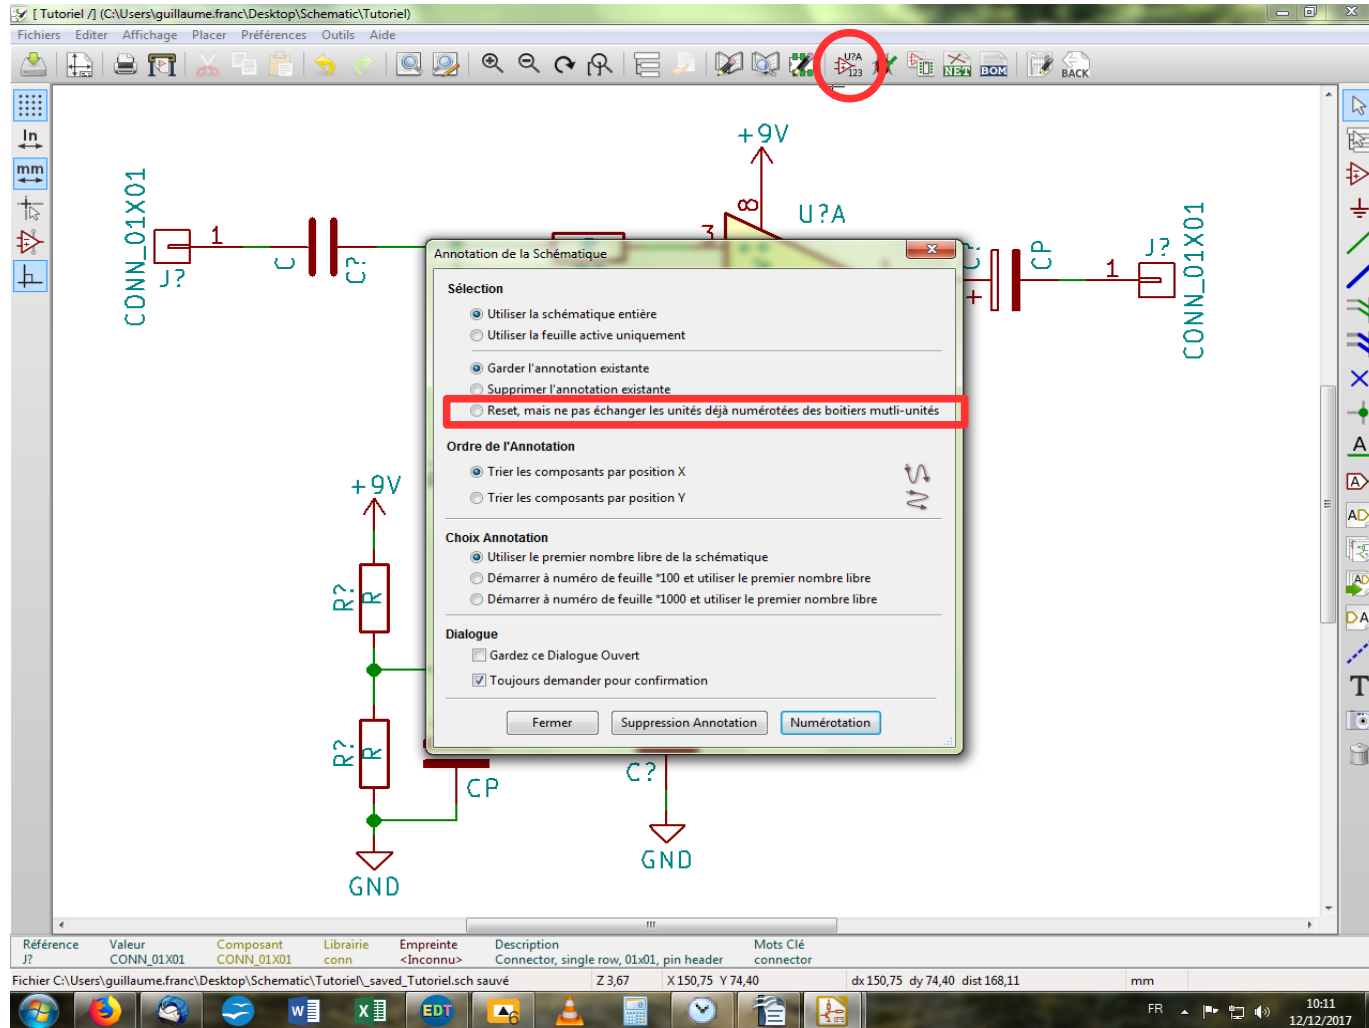 [ Tutoriel /] (C:\Users\guillaume.franc\Desktop\Schematic\Tutoriel)
Fichiers Editer Affichage Placer Préférences Outils Aide
U?A
123
NET
BOM
BACK
In
mm
+9V
8
U?A
3
CONN_01X01
J?
1
C
C?
CP
1
J?
CONN_01X01
Annotation de la Schématique
Sélection
Utiliser la schématique entière
Utiliser la feuille active uniquement
Garder l'annotation existante
Supprimer l'annotation existante
Reset, mais ne pas échanger les unités déjà numérotées des boitiers mutli-unités
Ordre de l'Annotation
Trier les composants par position X
Trier les composants par position Y
Choix Annotation
Utiliser le premier nombre libre de la schématique
Démarrer à numéro de feuille *100 et utiliser le premier nombre libre
Démarrer à numéro de feuille *1000 et utiliser le premier nombre libre
Dialogue
Gardez ce Dialogue Ouvert
Toujours demander pour confirmation
Fermer Suppression Annotation Numérotation
+9V
R?
R
R?
R
CP
C?
GND
GND
A
A
AD
AD
DA
T
Référence Valeur Composant Librairie Empreinte Description Mots Clé
J? CONN_01X01 CONN_01X01 conn <Inconnu> Connector, single row, 01x01, pin header connector
Fichier C:\Users\guillaume.franc\Desktop\Schematic\Tutoriel\_saved_Tutoriel.sch sauvé Z 3,67 X 150,75 Y 74,40 dx 150,75 dy 74,40 dist 168,11 mm
EDT
FR
10:11
12/12/2017